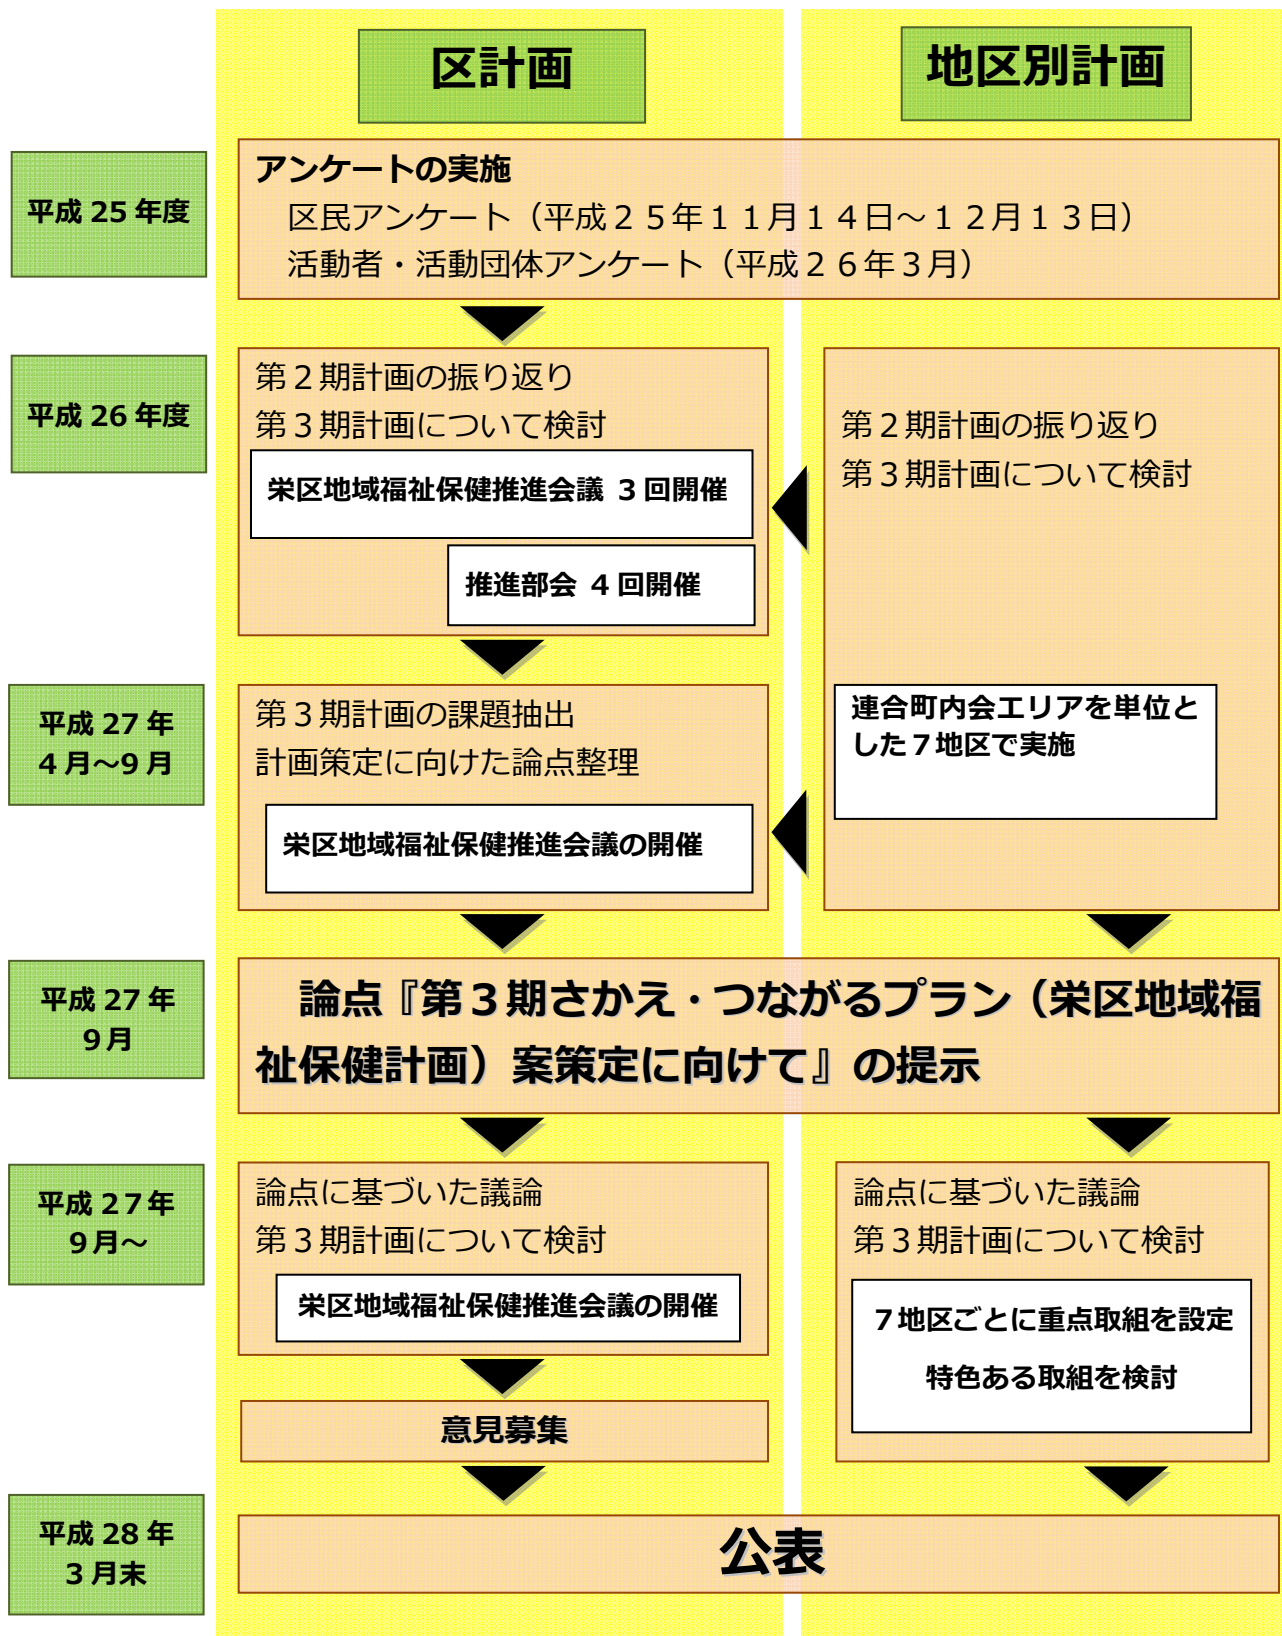 区計画
地区別計画
平成 25 年度
アンケートの実施
区民アンケート（平成２５年１１月１４日～１２月１３日）
活動者・活動団体アンケート（平成２６年３月）
平成 26 年度
第２期計画の振り返り
第３期計画について検討
栄区地域福祉保健推進会議 ３回開催
推進部会 ４回開催
第２期計画の振り返り
第３期計画について検討
連合町内会エリアを単位と
した７地区で実施
平成 27 年
４月～9 月
第３期計画の課題抽出
計画策定に向けた論点整理
栄区地域福祉保健推進会議の開催
平成 27 年
９月
論点『第３期さかえ・つながるプラン（栄区地域福
祉保健計画）案策定に向けて』の提示
平成 27年
９月～
論点に基づいた議論
第３期計画について検討
栄区地域福祉保健推進会議の開催
論点に基づいた議論
第３期計画について検討
７地区ごとに重点取組を設定
特色ある取組を検討
意見募集
平成 28 年
３月末
公表